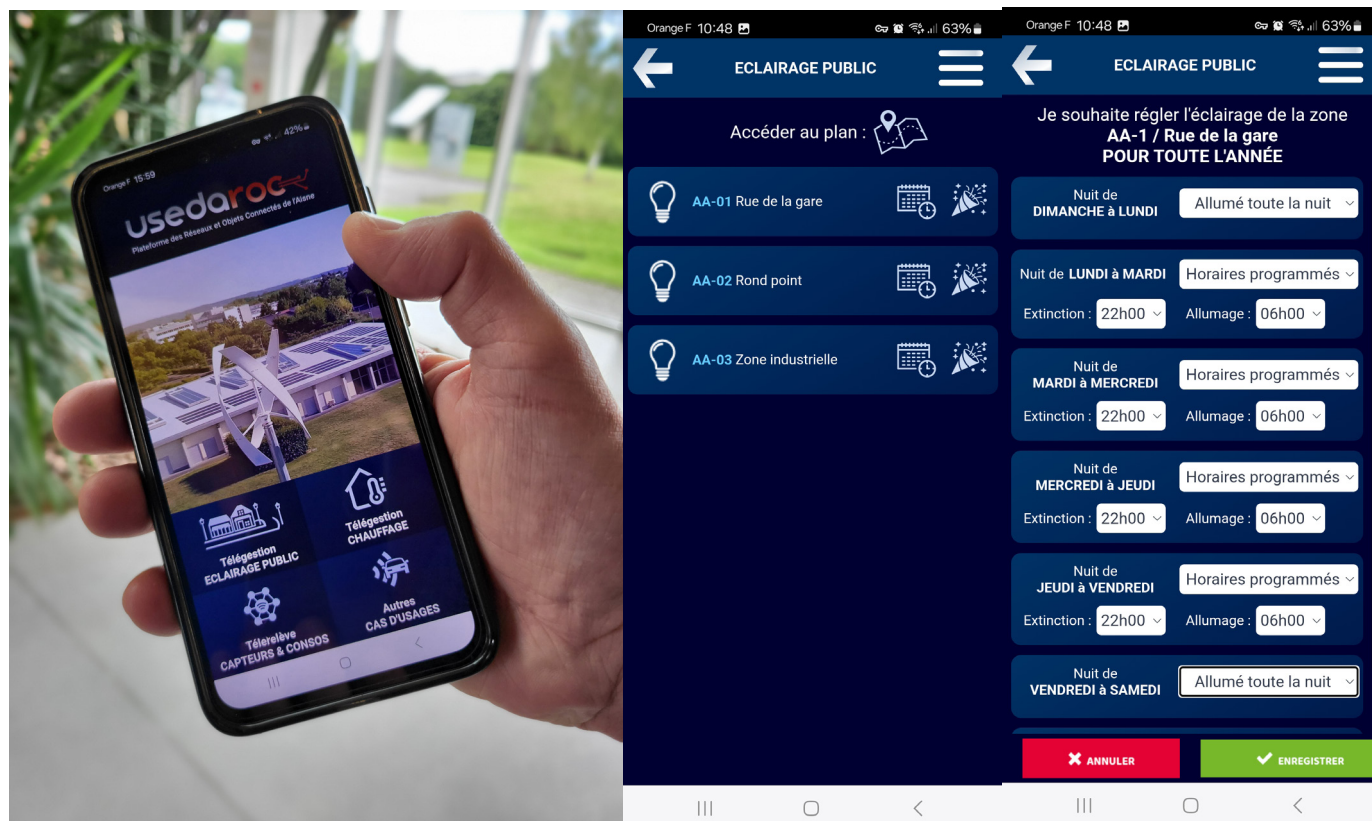 Orange F 15:59
42%
usedaroc
Plateforme des Réseaux et Objets Connectés de l'Aisne
Télégestion
ECLAIRAGE PUBLIC
Télégestion
CHAUFFAGE
Télerelève
CAPTEURS & CONSOS
Autres
CAS D'USAGES
Orange F 10:48
63%
ECLAIRAGE PUBLIC
Accéder au plan :
AA-01 Rue de la gare
AA-02 Rond point
AA-03 Zone industrielle
Orange F 10:48
63%
ECLAIRAGE PUBLIC
Je souhaite régler l'éclairage de la zone
AA-1 / Rue de la gare
POUR TOUTE L'ANNÉE
Nuit de
DIMANCHE à LUNDI
Allumé toute la nuit
Nuit de LUNDI à MARDI
Horaires programmés
Extinction : 22h00
Allumage : 06h00
Nuit de
MARDI à MERCREDI
Horaires programmés
Extinction : 22h00
Allumage : 06h00
Nuit de
MERCREDI à JEUDI
Horaires programmés
Extinction : 22h00
Allumage : 06h00
Nuit de
JEUDI à VENDREDI
Horaires programmés
Extinction : 22h00
Allumage : 06h00
Nuit de
VENDREDI à SAMEDI
Allumé toute la nuit
ANNULER
ENREGISTRER